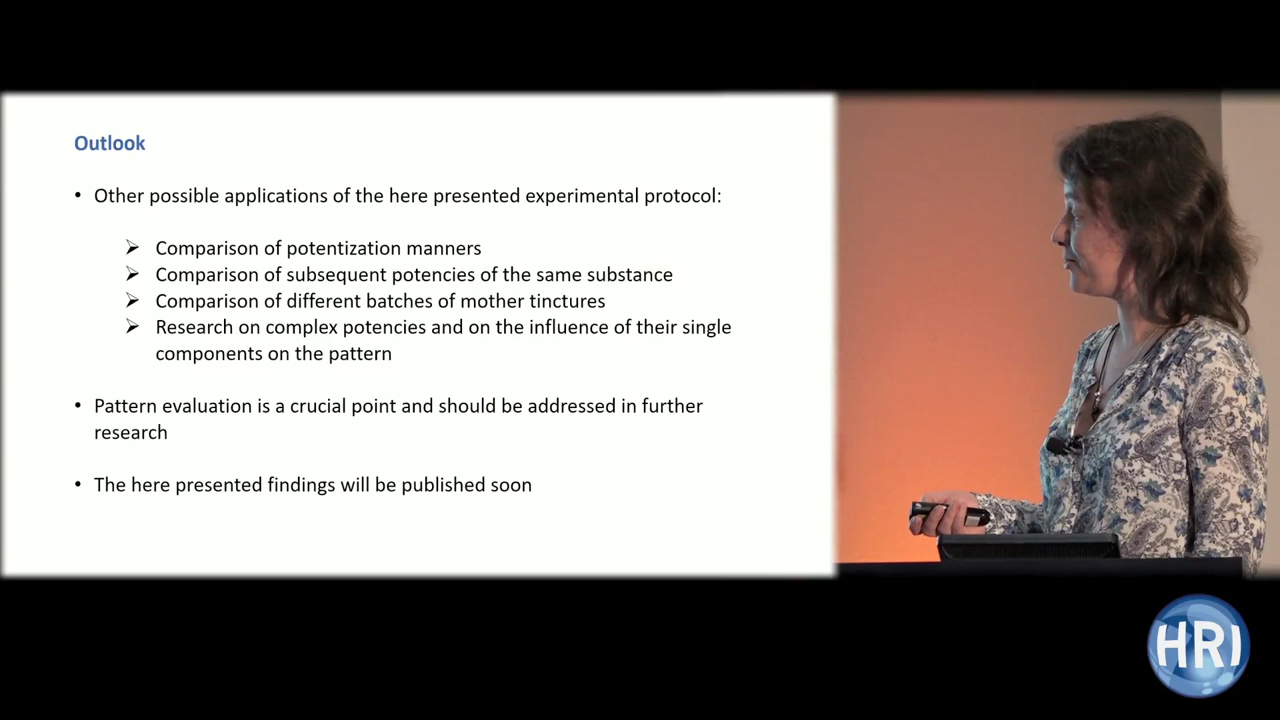 Outlook
• Other possible applications of the here presented experimental protocol:
➢ Comparison of potentization manners
➢ Comparison of subsequent potencies of the same substance
➢ Comparison of different batches of mother tinctures
➢ Research on complex potencies and on the influence of their single
components on the pattern
• Pattern evaluation is a crucial point and should be addressed in further
research
• The here presented findings will be published soon
HRI